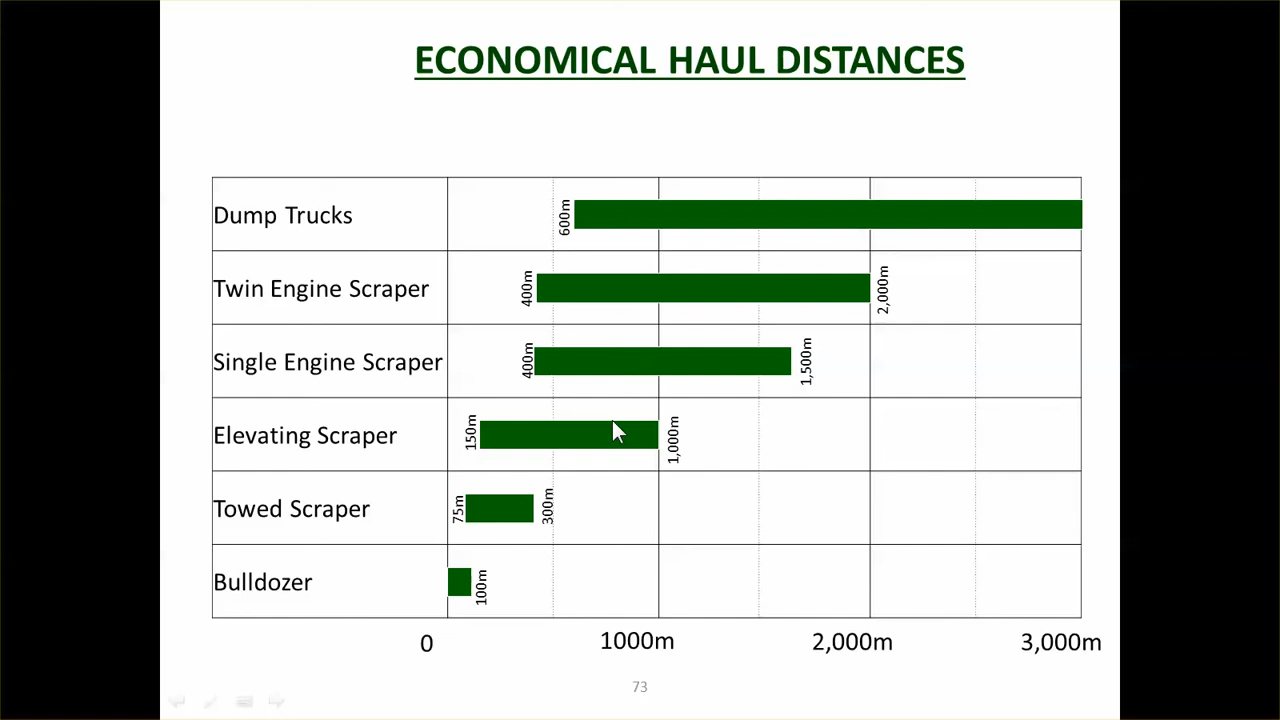 ECONOMICAL HAUL DISTANCES
Dump Trucks
600m
Twin Engine Scraper
400m
2,000m
Single Engine Scraper
400m
1,500m
Elevating Scraper
150m
1,000m
Towed Scraper
75m
300m
Bulldozer
100m
0
1000m
2,000m
3,000m
73